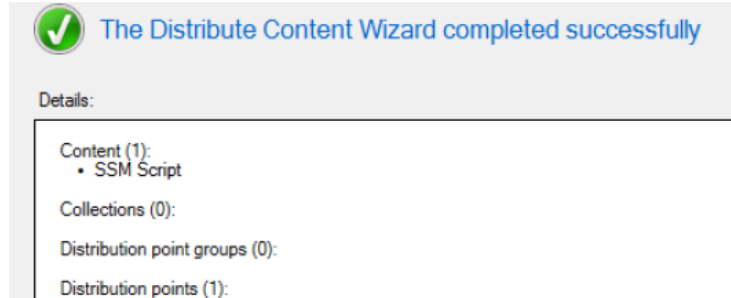 The Distribute Content Wizard completed successfully
Details:
Content (1):
• SSM Script
Collections (0):
Distribution point groups (0):
Distribution points (1):